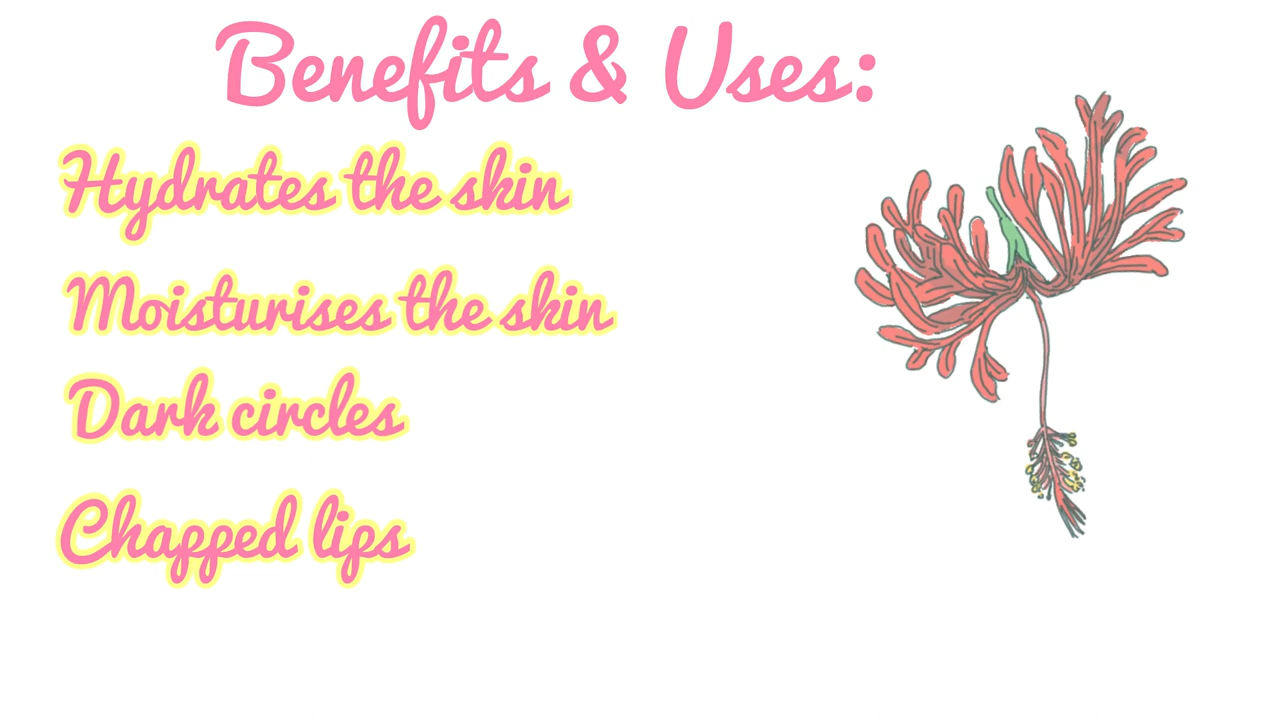 Benefits & Uses:
Hydrates the skin
Moisturises the skin
Dark circles
Chapped lips